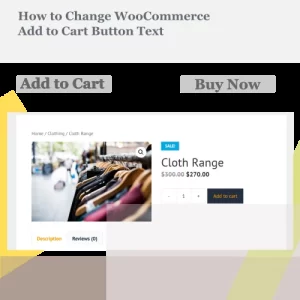 How to Change WooCommerce
Add to Cart Button Text
Add to Cart
Buy Now
Home / Clothing / Cloth Range
SALE!
Cloth Range
$300.00 $270.00
- 1 +
Add to cart
Description Reviews (0)